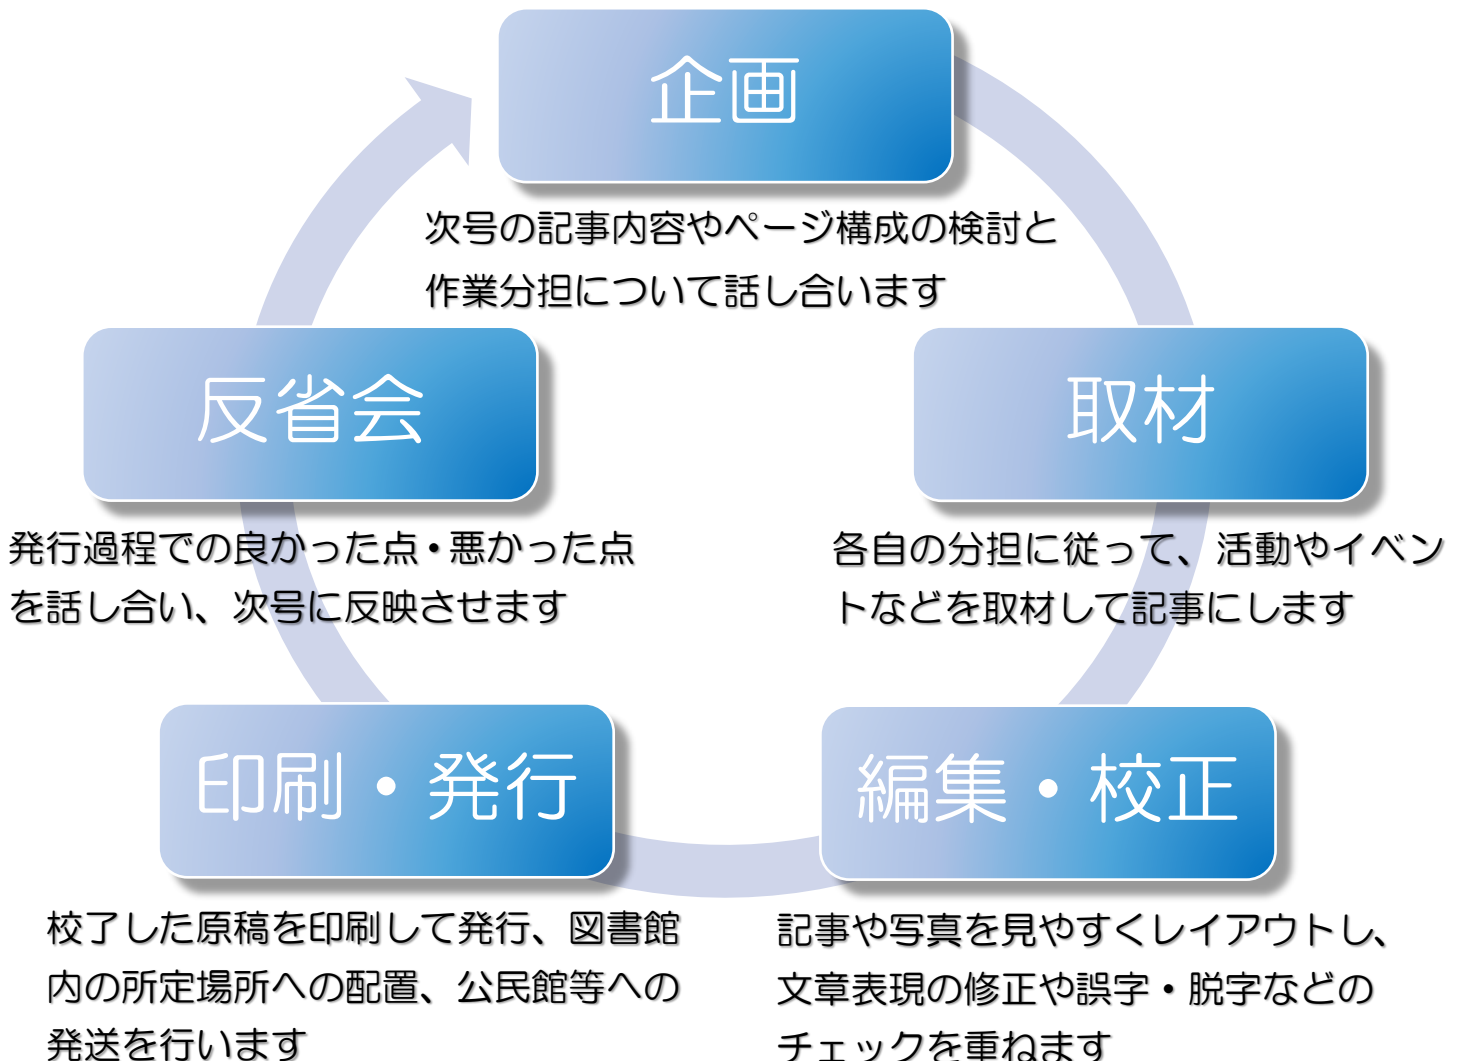 企画
次号の記事内容やページ構成の検討と
作業分担について話し合います
取材
各自の分担に従って、活動やイベン
トなどを取材して記事にします
編集・校正
記事や写真を見やすくレイアウトし、
文章表現の修正や誤字・脱字などの
チェックを重ねます
印刷・発行
校了した原稿を印刷して発行、図書館
内の所定場所への配置、公民館等への
発送を行います
反省会
発行過程での良かった点・悪かった点
を話し合い、次号に反映させます